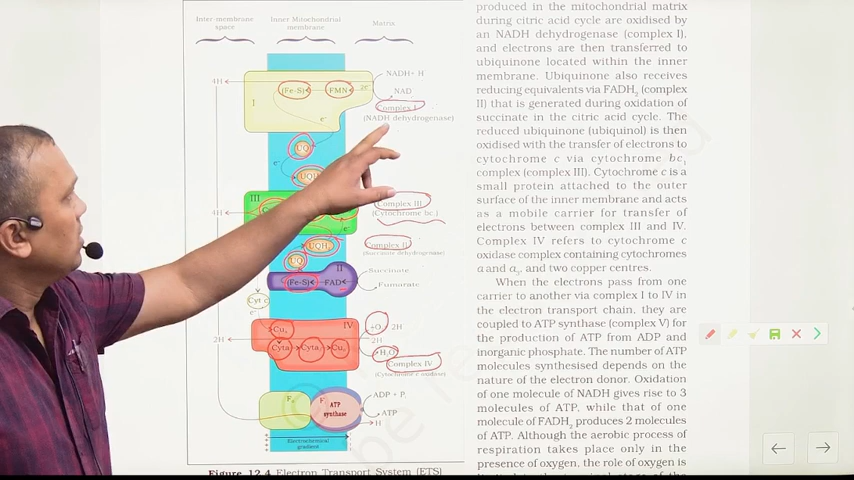 Inter-membrane
space
Inner Mitochondrial
membrane
Matrix
4H
I
(Fe-S)
FMN
2e
NADH+ H
NAD
Complex I
(NADH dehydrogenase)
e
UQ
e
UQH
III
4H
e
Complex III
(Cytochrome bc
UQH
UQ
Complex II
(Succinate dehydrogenase)
II
(Fe-S)
FAD
Succinate
Fumarate
Cyt c
IV
Cu
Cyta
Cyta
Cu
+O
2H
2H
2H
H₂O
Complex IV
(Cytochrome c oxidase)
F
F
ATP
synthase
ADP + P
ATP
H
Electrochemical
gradient
Figure 12.4 Electron Transport System (ETS)
produced in the mitochondrial matrix
during citric acid cycle are oxidised by
an NADH dehydrogenase (complex I),
and electrons are then transferred to
ubiquinone located within the inner
membrane. Ubiquinone also receives
reducing equivalents via FADH₂ (complex
II) that is generated during oxidation of
succinate in the citric acid cycle. The
reduced ubiquinone (ubiquinol) is then
oxidised with the transfer of electrons to
cytochrome c via cytochrome bc₁
complex (complex III). Cytochrome c is a
small protein attached to the outer
surface of the inner membrane and acts
as a mobile carrier for transfer of
electrons between complex III and IV.
Complex IV refers to cytochrome c
oxidase complex containing cytochromes
a and a₃, and two copper centres.
When the electrons pass from one
carrier to another via complex I to IV in
the electron transport chain, they are
coupled to ATP synthase (complex V) for
the production of ATP from ADP and
inorganic phosphate. The number of ATP
molecules synthesised depends on the
nature of the electron donor. Oxidation
of one molecule of NADH gives rise to 3
molecules of ATP, while that of one
molecule of FADH₂ produces 2 molecules
of ATP. Although the aerobic process of
respiration takes place only in the
presence of oxygen, the role of oxygen is